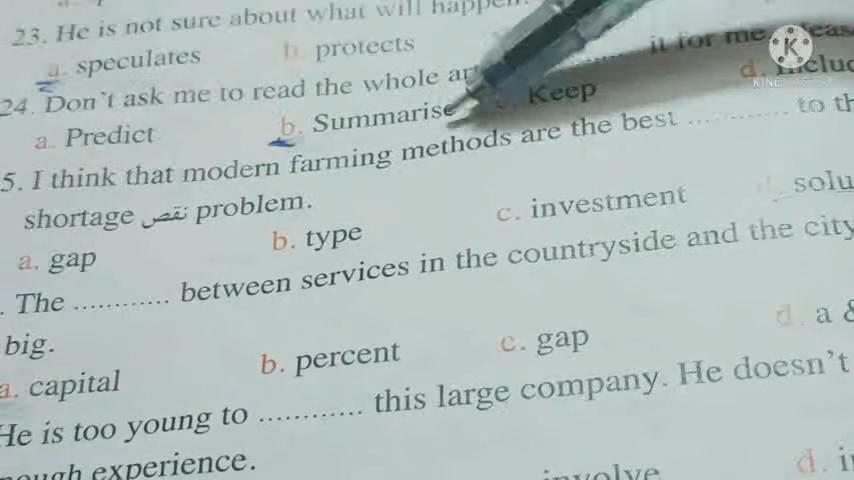 23. He is not sure about what will happen.
a. speculates b. protects
24. Don't ask me to read the whole ar it for me
a. Predict b. Summarise Keep d. Includ
5. I think that modern farming methods are the best ............ to th
shortage نقص problem.
a. gap b. type c. investment d. solu
. The ............ between services in the countryside and the city
big.
a. capital b. percent c. gap d. a &
He is too young to ............ this large company. He doesn't
nough experience.
involve d. i
K